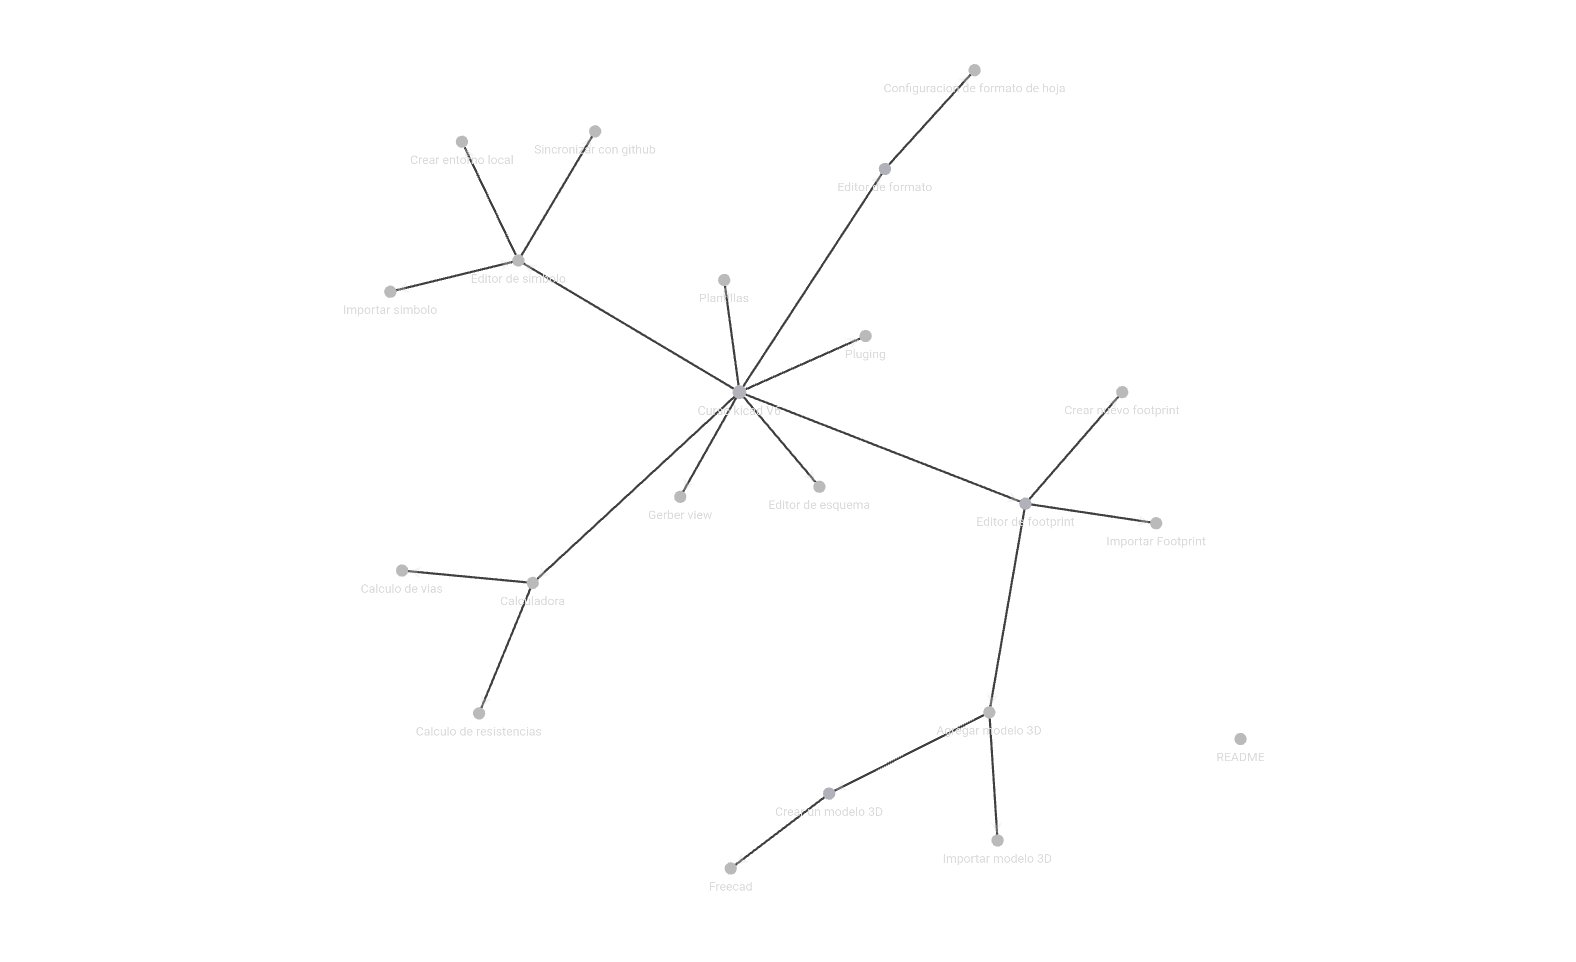 Configuracion de formato de hoja
Crear entorno local
Sincronizar con github
Editor de formato
Editor de simbolo
Plantillas
Importar simbolo
Pluging
Curso kicad V6
Crear nuevo footprint
Editor de esquema
Gerber view
Editor de footprint
Importar Footprint
Calculo de vias
Calculadora
Calculo de resistencias
Agregar modelo 3D
README
Crear un modelo 3D
Importar modelo 3D
Freecad